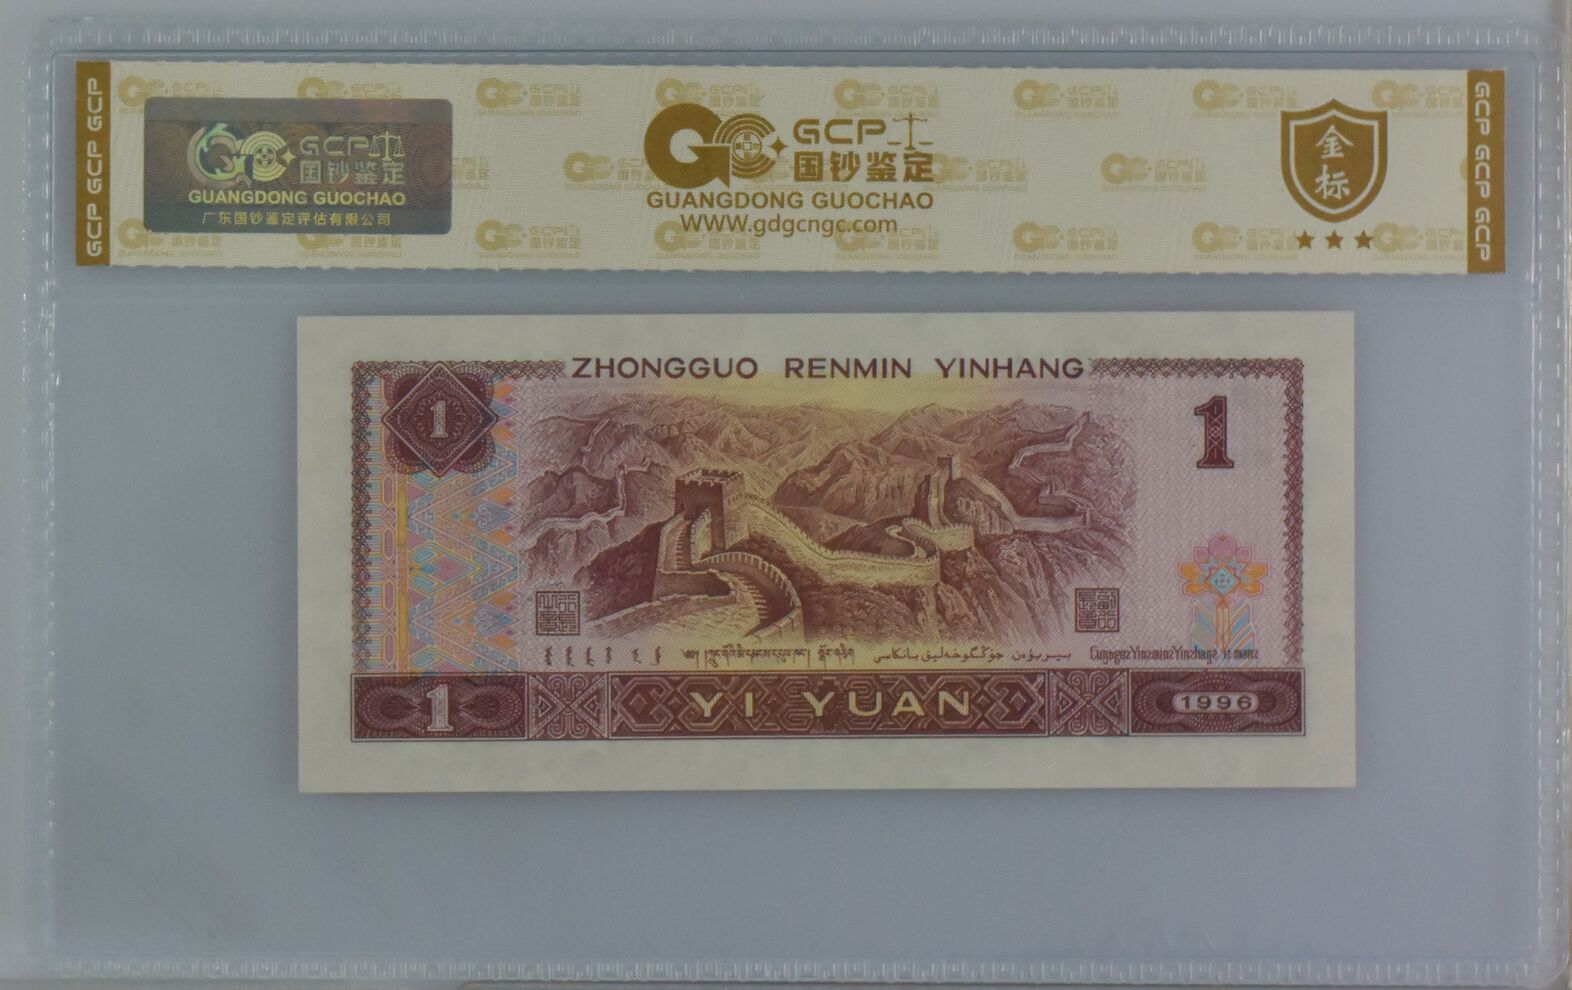 GCP GCP GCP
GCP
国钞鉴定
GUANGDONG GUOCHAO
广东国钞鉴定评估有限公司
GCP
国钞鉴定
GUANGDONG GUOCHAO
WWW.gdgcngc.com
金标
GCP GCP GCP
ZHONGGUO RENMIN YINHANG
1
1
1
YI YUAN
1996